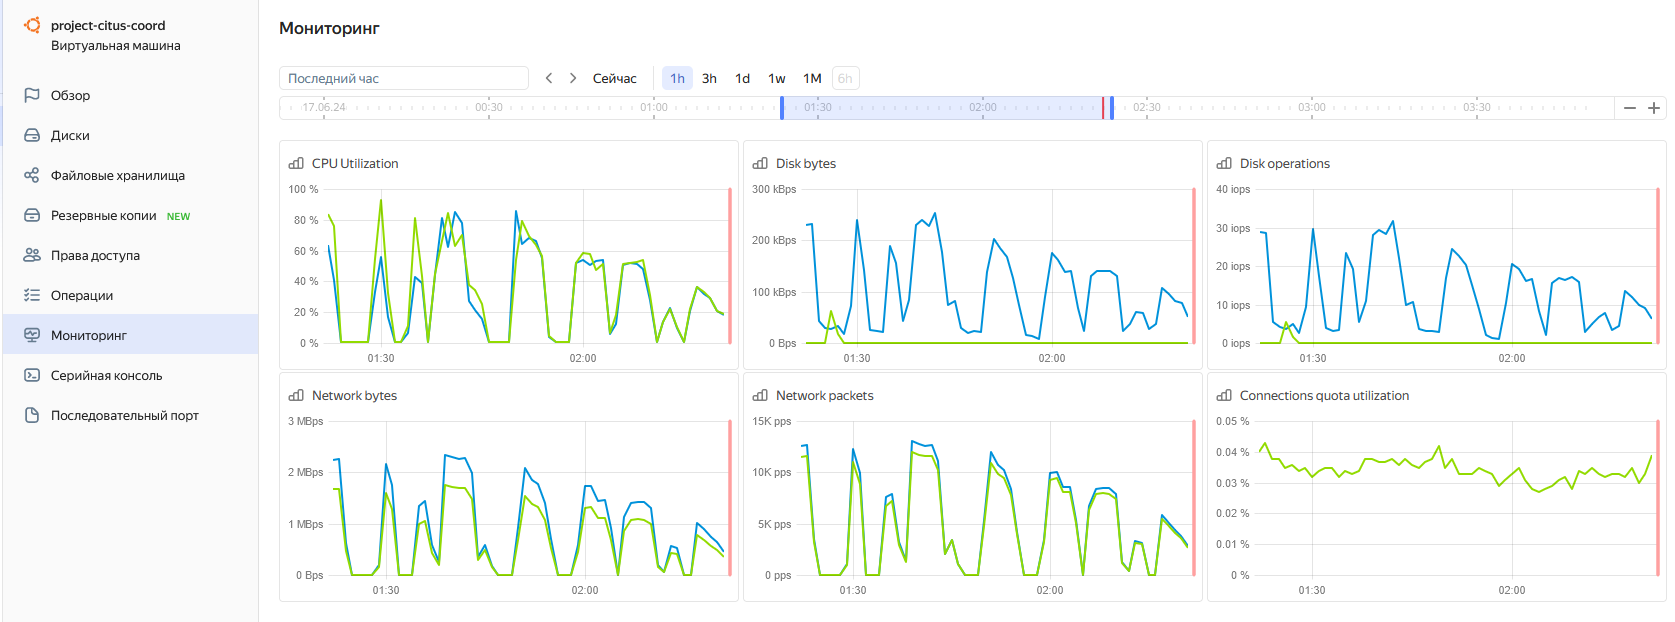 project-citus-coord
Виртуальная машина
Обзор
Диски
Файловые хранилища
Резервные копии NEW
Права доступа
Операции
Мониторинг
Серийная консоль
Последовательный порт
Мониторинг
Последний час Сейчас 1h 3h 1d 1w 1M 6h
17.06.24 00:30 01:00 01:30 02:00 02:30 03:00 03:30
CPU Utilization
100 %
80 %
60 %
40 %
20 %
0 %
01:30 02:00
Disk bytes
300 kBps
200 kBps
100 kBps
0 Bps
01:30 02:00
Disk operations
40 iops
30 iops
20 iops
10 iops
0 iops
01:30 02:00
Network bytes
3 MBps
2 MBps
1 MBps
0 Bps
01:30 02:00
Network packets
15K pps
10K pps
5K pps
0 pps
01:30 02:00
Connections quota utilization
0.05 %
0.04 %
0.03 %
0.02 %
0.01 %
0 %
01:30 02:00